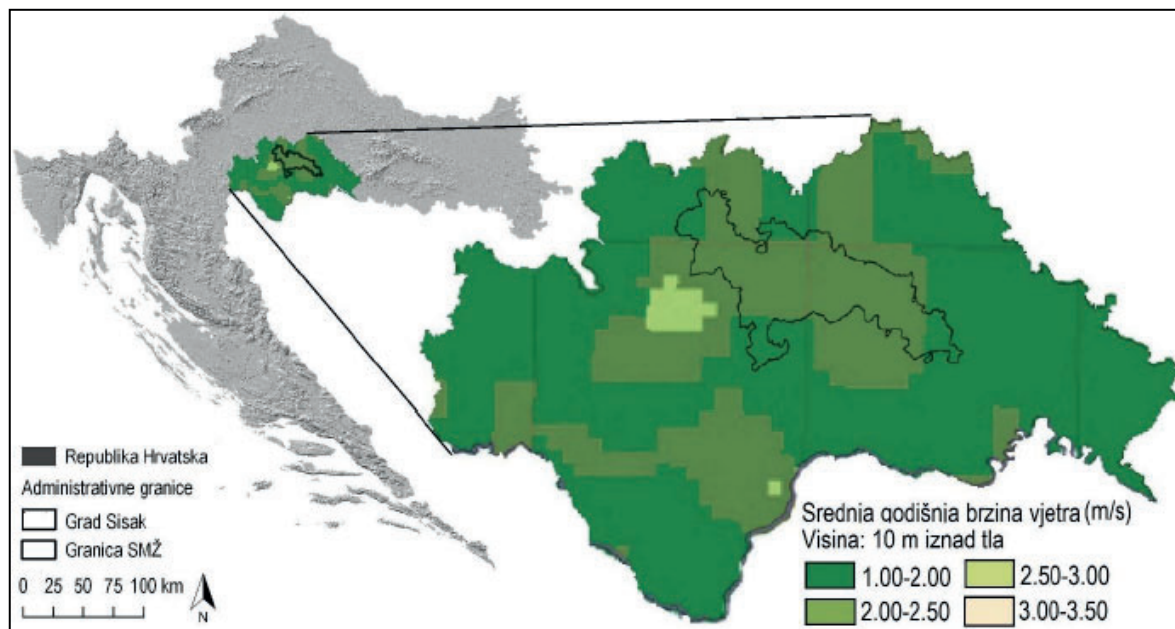 Republika Hrvatska
Administrativne granice
Grad Sisak
Granica SMŽ
0 25 50 75 100 km
N
Srednja godišnja brzina vjetra (m/s)
Visina: 10 m iznad tla
1.00-2.00
2.50-3.00
2.00-2.50
3.00-3.50